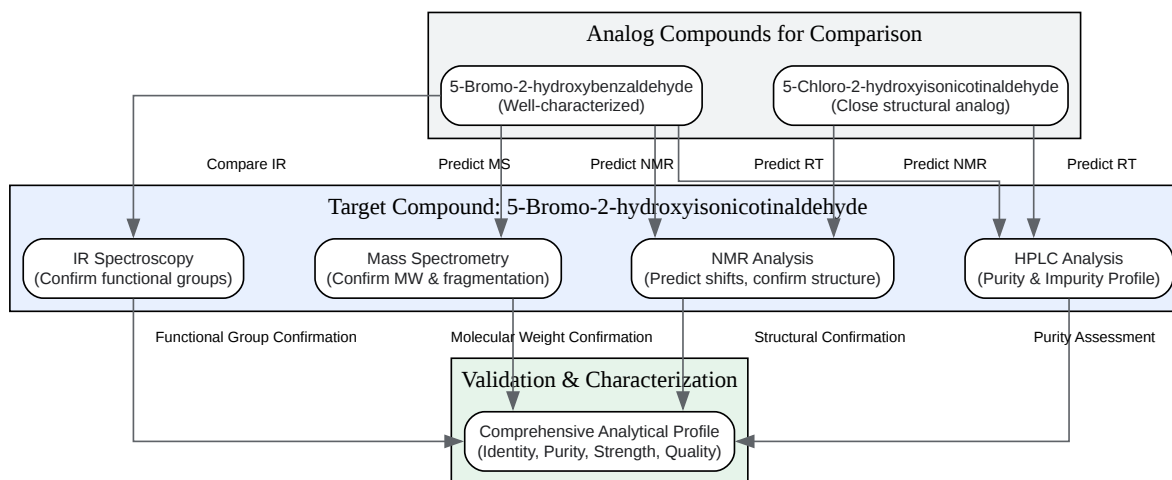 Analog Compounds for Comparison
5-Bromo-2-hydroxybenzaldehyde
(Well-characterized)
5-Chloro-2-hydroxyisonicotinaldehyde
(Close structural analog)
Compare IR
Predict MS
Predict NMR
Predict RT
Predict NMR
Predict RT
Target Compound: 5-Bromo-2-hydroxyisonicotinaldehyde
IR Spectroscopy
(Confirm functional groups)
Mass Spectrometry
(Confirm MW & fragmentation)
NMR Analysis
(Predict shifts, confirm structure)
HPLC Analysis
(Purity & Impurity Profile)
Functional Group Confirmation
Molecular Weight Confirmation
Structural Confirmation
Purity Assessment
Validation & Characterization
Comprehensive Analytical Profile
(Identity, Purity, Strength, Quality)